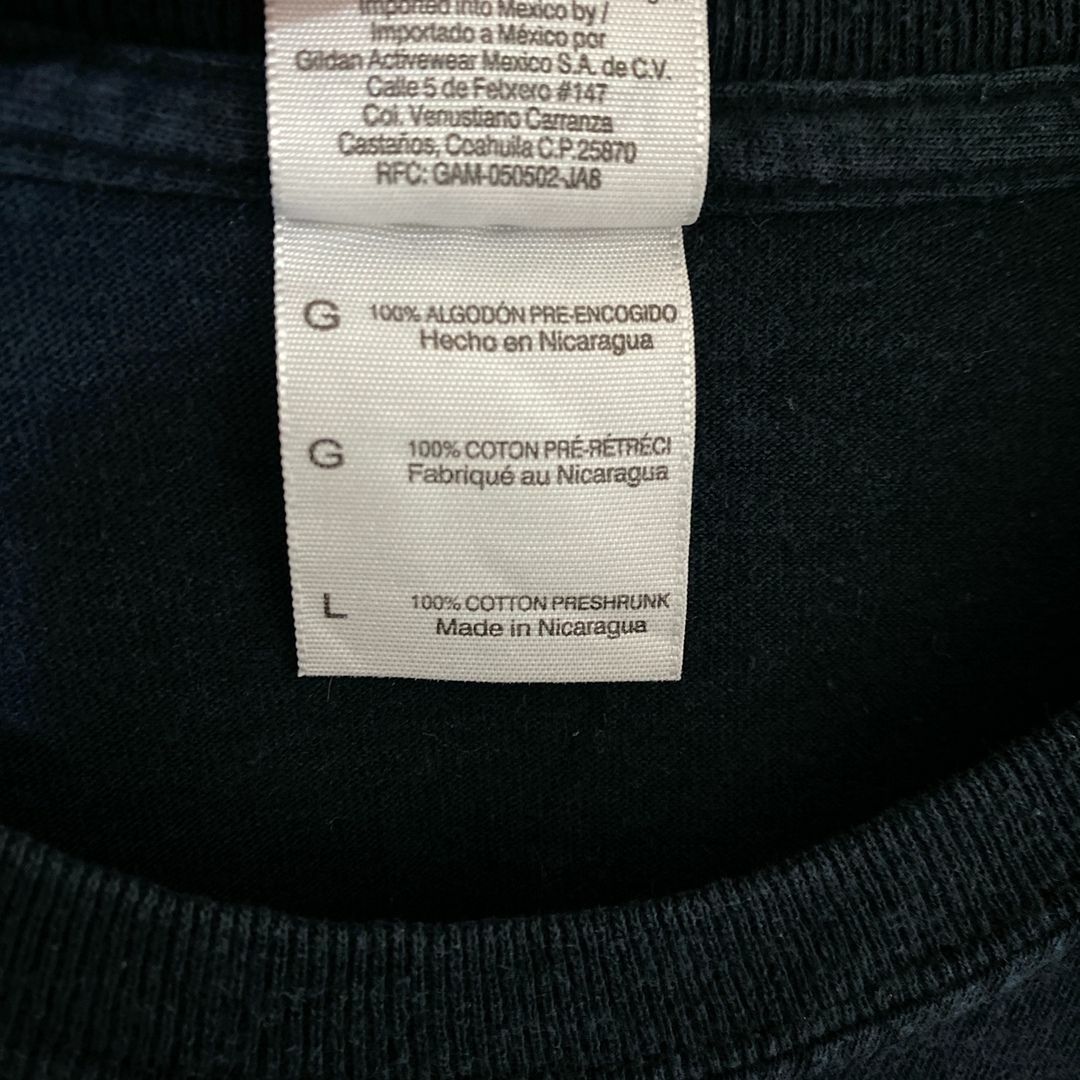 Imported into Mexico by /
Importado a México por
Gildan Activewear Mexico S.A. de C.V.
Calle 5 de Febrero #147
Col. Venustiano Carranza
Castaños, Coahuila C.P. 25870
RFC: GAM-050502-JA8
G 100% ALGODÓN PRE-ENCOGIDO
Hecho en Nicaragua
G 100% COTON PRÉ-RÉTRÉCI
Fabriqué au Nicaragua
L 100% COTTON PRESHRUNK
Made in Nicaragua